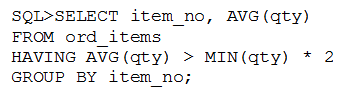 SQL>SELECT item_no, AVG(qty)
FROM ord_items
HAVING AVG(qty) > MIN(qty) * 2
GROUP BY item_no;